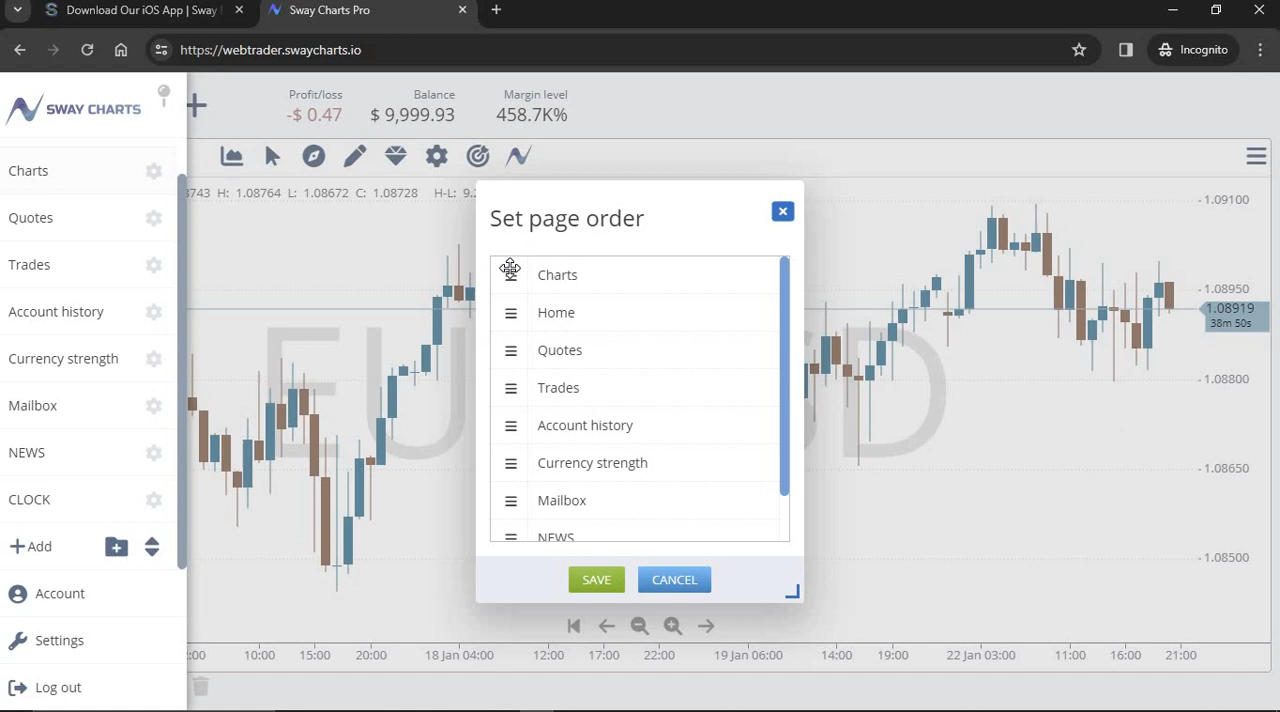 Download Our iOS App | Sway
Sway Charts Pro
https://webtrader.swaycharts.io
Incognito
SWAY CHARTS
Profit/loss
Balance
Margin level
-$ 0.47
$ 9,999.93
458.7K%
Charts
Quotes
Trades
Account history
Currency strength
Mailbox
NEWS
CLOCK
Add
Account
Settings
Log out
8743 H: 1.08764 L: 1.08672 C: 1.08728 H-L: 9.2
Set page order
Charts
Home
Quotes
Trades
Account history
Currency strength
Mailbox
NEWS
SAVE
CANCEL
1.09100
1.08950
1.08919
38m 50s
1.08800
1.08650
1.08500
:00
10:00
15:00
20:00
18 Jan 04:00
12:00
17:00
22:00
19 Jan 06:00
14:00
19:00
22 Jan 03:00
11:00
16:00
21:00